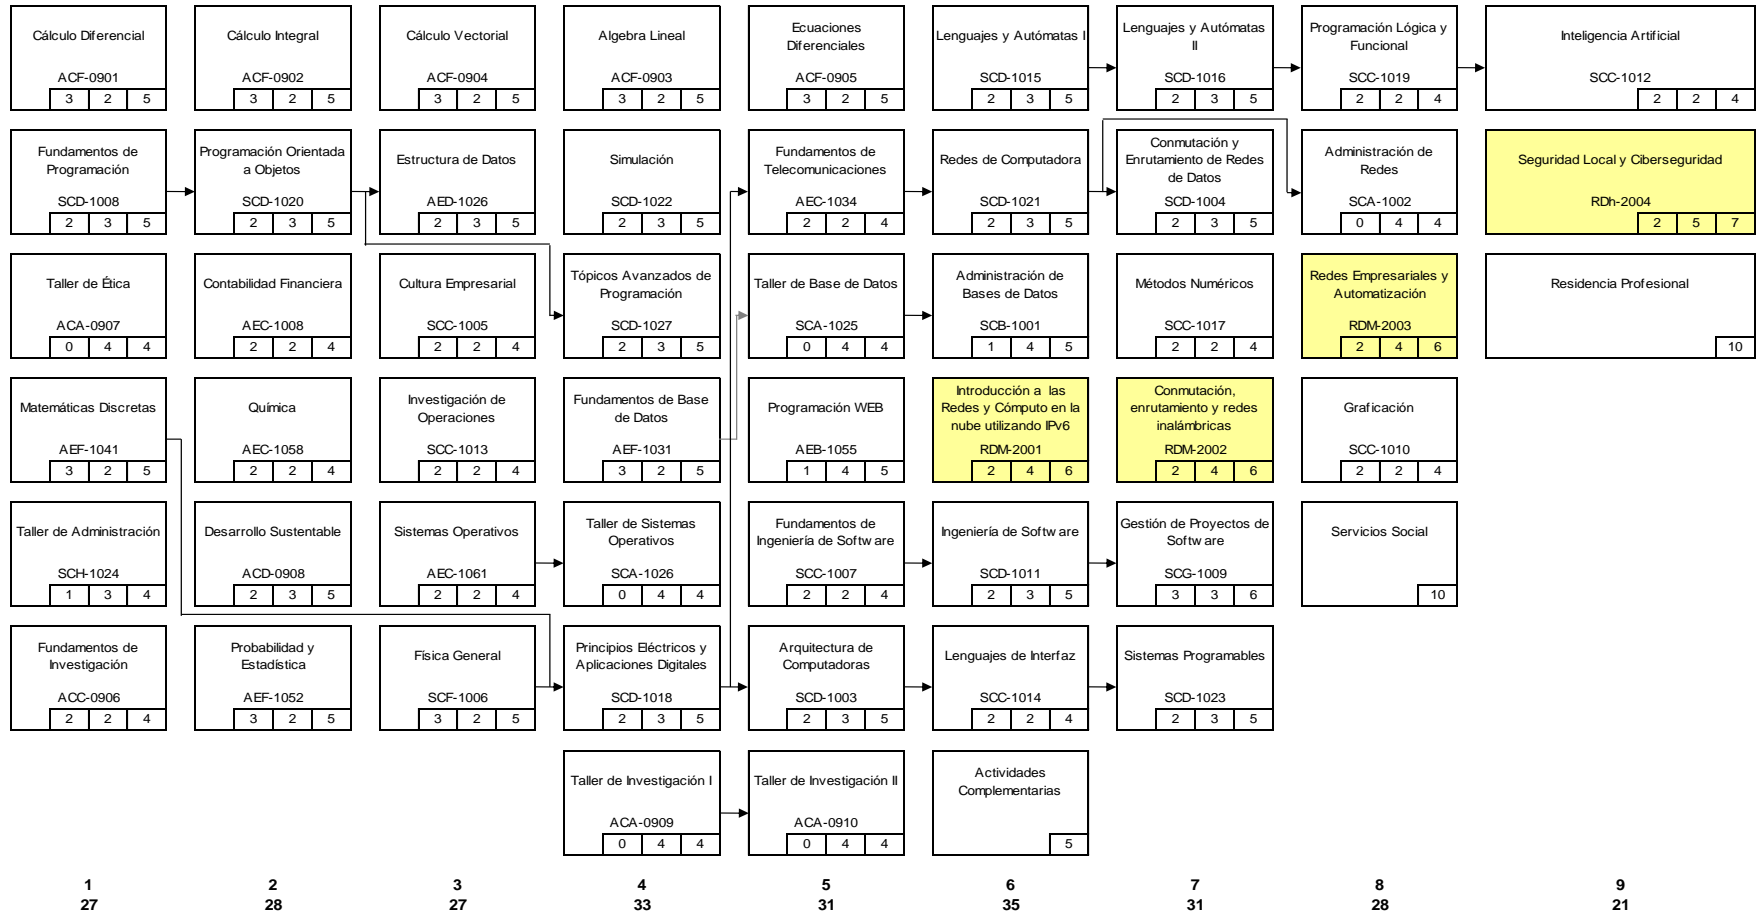 Cálculo Diferencial
ACF-0901
3 2 5
Cálculo Integral
ACF-0902
3 2 5
Cálculo Vectorial
ACF-0904
3 2 5
Algebra Lineal
ACF-0903
3 2 5
Ecuaciones
Diferenciales
ACF-0905
3 2 5
Lenguajes y Autómatas I
SCD-1015
2 3 5
Lenguajes y Autómatas
II
SCD-1016
2 3 5
Programación Lógica y
Funcional
SCC-1019
2 2 4
Inteligencia Artificial
SCC-1012
2 2 4
Fundamentos de
Programación
SCD-1008
2 3 5
Programación Orientada
a Objetos
SCD-1020
2 3 5
Estructura de Datos
AED-1026
2 3 5
Simulación
SCD-1022
2 3 5
Fundamentos de
Telecomunicaciones
AEC-1034
2 2 4
Redes de Computadora
SCD-1021
2 3 5
Conmutación y
Enrutamiento de Redes
de Datos
SCD-1004
2 3 5
Administración de
Redes
SCA-1002
0 4 4
Seguridad Local y Ciberseguridad
RDh-2004
2 5 7
Taller de Ética
ACA-0907
0 4 4
Contabilidad Financiera
AEC-1008
2 2 4
Cultura Empresarial
SCC-1005
2 2 4
Tópicos Avanzados de
Programación
SCD-1027
2 3 5
Taller de Base de Datos
SCA-1025
0 4 4
Administración de
Bases de Datos
SCB-1001
1 4 5
Métodos Numéricos
SCC-1017
2 2 4
Redes Empresariales y
Automatización
RDM-2003
2 4 6
Residencia Profesional
10
Matemáticas Discretas
AEF-1041
3 2 5
Química
AEC-1058
2 2 4
Investigación de
Operaciones
SCC-1013
2 2 4
Fundamentos de Base
de Datos
AEF-1031
3 2 5
Programación WEB
AEB-1055
1 4 5
Introducción a las
Redes y Cómputo en la
nube utilizando IPv6
RDM-2001
2 4 6
Conmutación,
enrutamiento y redes
inalámbricas
RDM-2002
2 4 6
Graficación
SCC-1010
2 2 4
Taller de Administración
SCH-1024
1 3 4
Desarrollo Sustentable
ACD-0908
2 3 5
Sistemas Operativos
AEC-1061
2 2 4
Taller de Sistemas
Operativos
SCA-1026
0 4 4
Fundamentos de
Ingeniería de Software
SCC-1007
2 2 4
Ingeniería de Software
SCD-1011
2 3 5
Gestión de Proyectos de
Software
SCG-1009
3 3 6
Servicios Social
10
Fundamentos de
Investigación
ACC-0906
2 2 4
Probabilidad y
Estadística
AEF-1052
3 2 5
Física General
SCF-1006
3 2 5
Principios Eléctricos y
Aplicaciones Digitales
SCD-1018
2 3 5
Arquitectura de
Computadoras
SCD-1003
2 3 5
Lenguajes de Interfaz
SCC-1014
2 2 4
Sistemas Programables
SCD-1023
2 3 5
Taller de Investigación I
ACA-0909
0 4 4
Taller de Investigación II
ACA-0910
0 4 4
Actividades
Complementarias
5
1 2 3 4 5 6 7 8 9
27 28 27 33 31 35 31 28 21